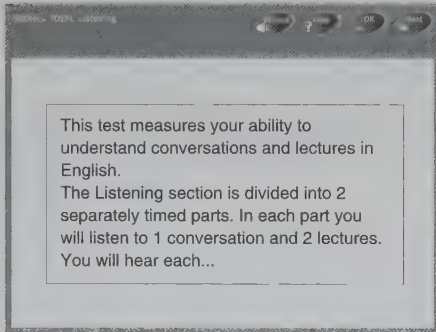 TOEFL Listening
OK
This test measures your ability to
understand conversations and lectures in
English.
The Listening section is divided into 2
separately timed parts. In each part you
will listen to 1 conversation and 2 lectures.
You will hear each...